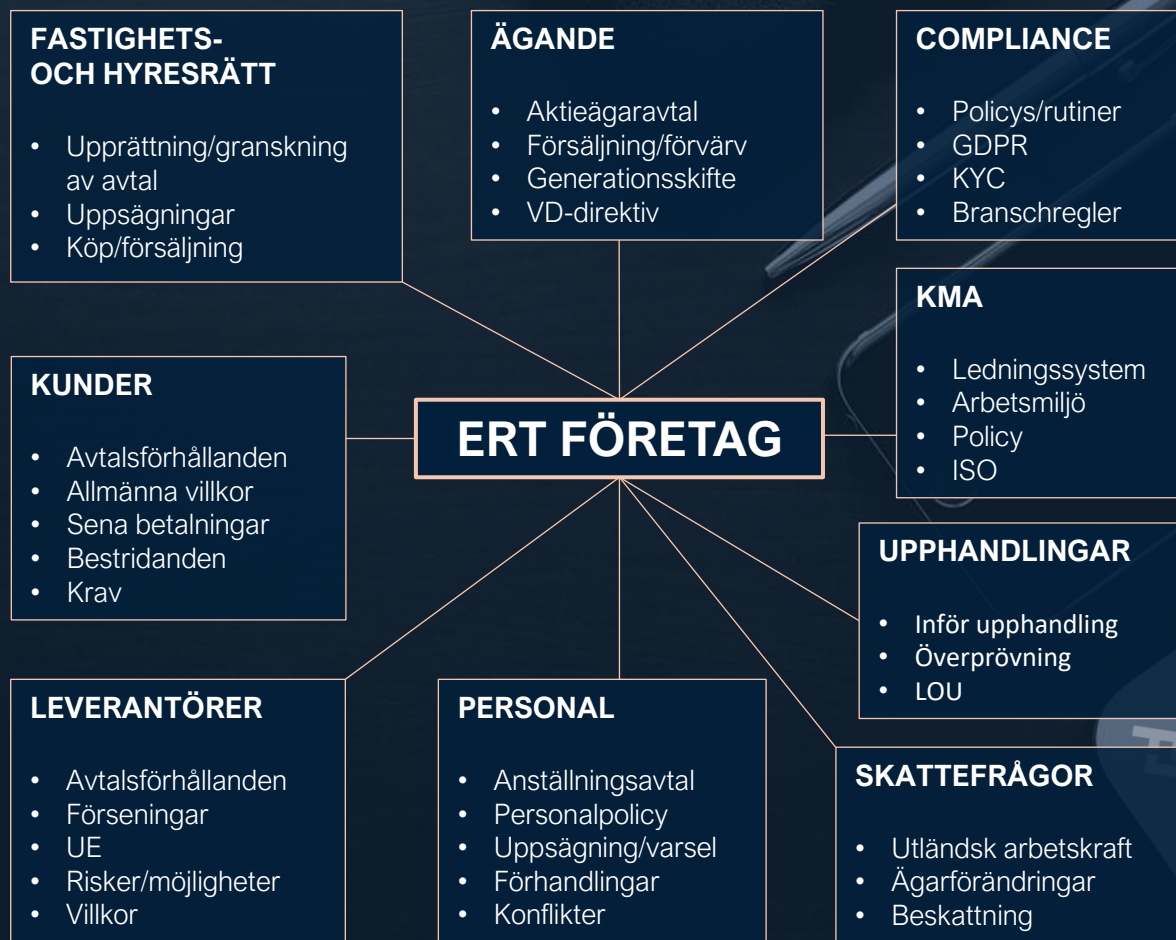 FASTIGHETS-
OCH HYRESRÄTT
• Upprättning/granskning
av avtal
• Uppsägningar
• Köp/försäljning
ÄGANDE
• Aktieägaravtal
• Försäljning/förvärv
• Generationsskifte
• VD-direktiv
COMPLIANCE
• Policys/rutiner
• GDPR
• KYC
• Branschregler
KMA
• Ledningssystem
• Arbetsmiljö
• Policy
• ISO
KUNDER
• Avtalsförhållanden
• Allmänna villkor
• Sena betalningar
• Bestridanden
• Krav
ERT FÖRETAG
UPPHANDLINGAR
• Inför upphandling
• Överprövning
• LOU
LEVERANTÖRER
• Avtalsförhållanden
• Förseningar
• UE
• Risker/möjligheter
• Villkor
PERSONAL
• Anställningsavtal
• Personalpolicy
• Uppsägning/varsel
• Förhandlingar
• Konflikter
SKATTEFRÅGOR
• Utländsk arbetskraft
• Ägarförändringar
• Beskattning